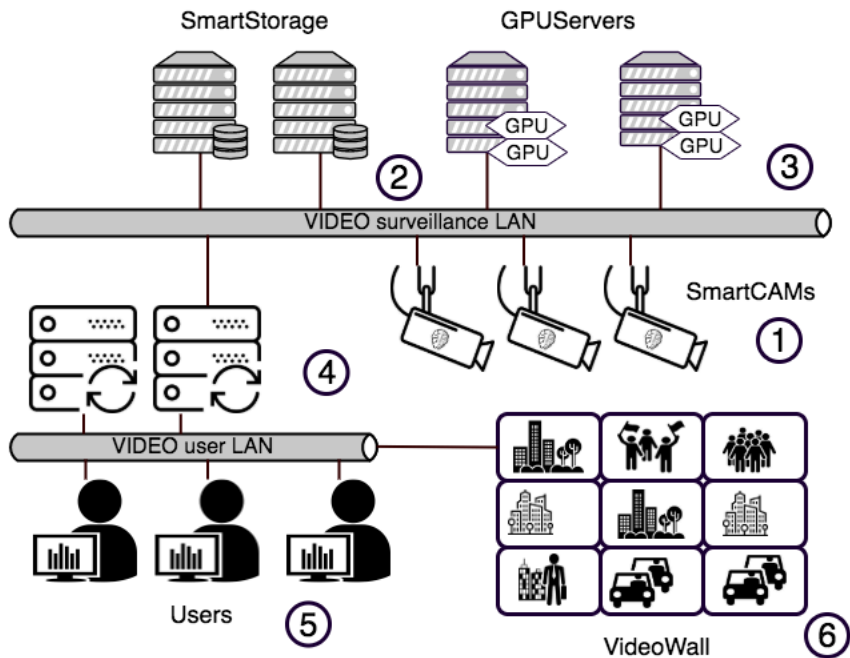 SmartStorage
GPUServers
GPU
GPU
GPU
GPU
2
3
VIDEO surveillance LAN
SmartCAMs
1
4
VIDEO user LAN
Users
5
VideoWall
6